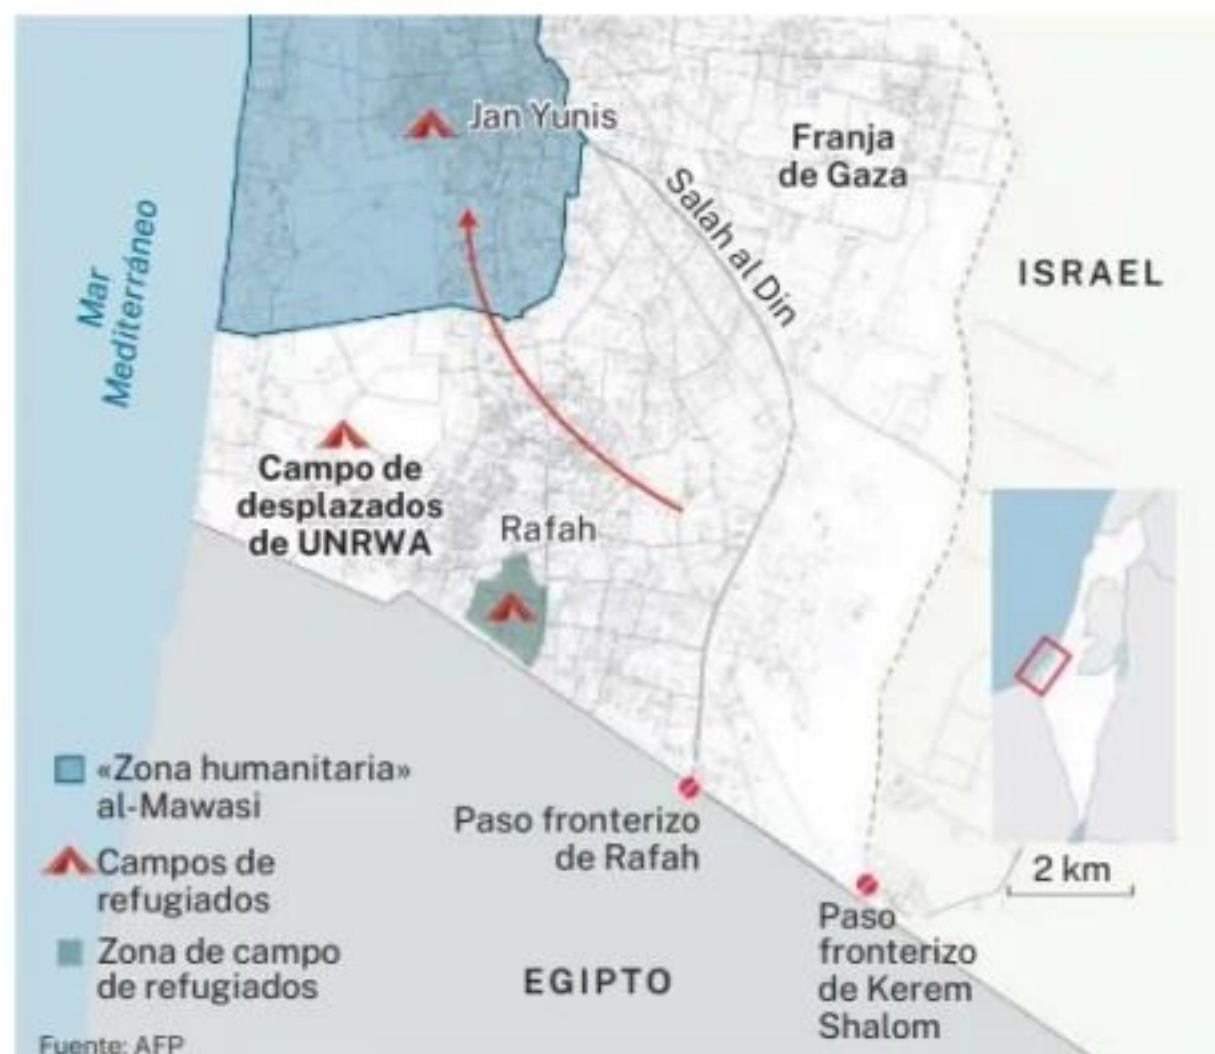 Jan Yunis
Franja
de Gaza
Salah al Din
Mar
Mediterráneo
ISRAEL
Campo de
desplazados
de UNRWA
Rafah
«Zona humanitaria»
al-Mawasi
Campos de
refugiados
Zona de campo
de refugiados
Paso fronterizo
de Rafah
2 km
Paso
fronterizo
de Kerem
Shalom
EGIPTO
Fuente: AFP